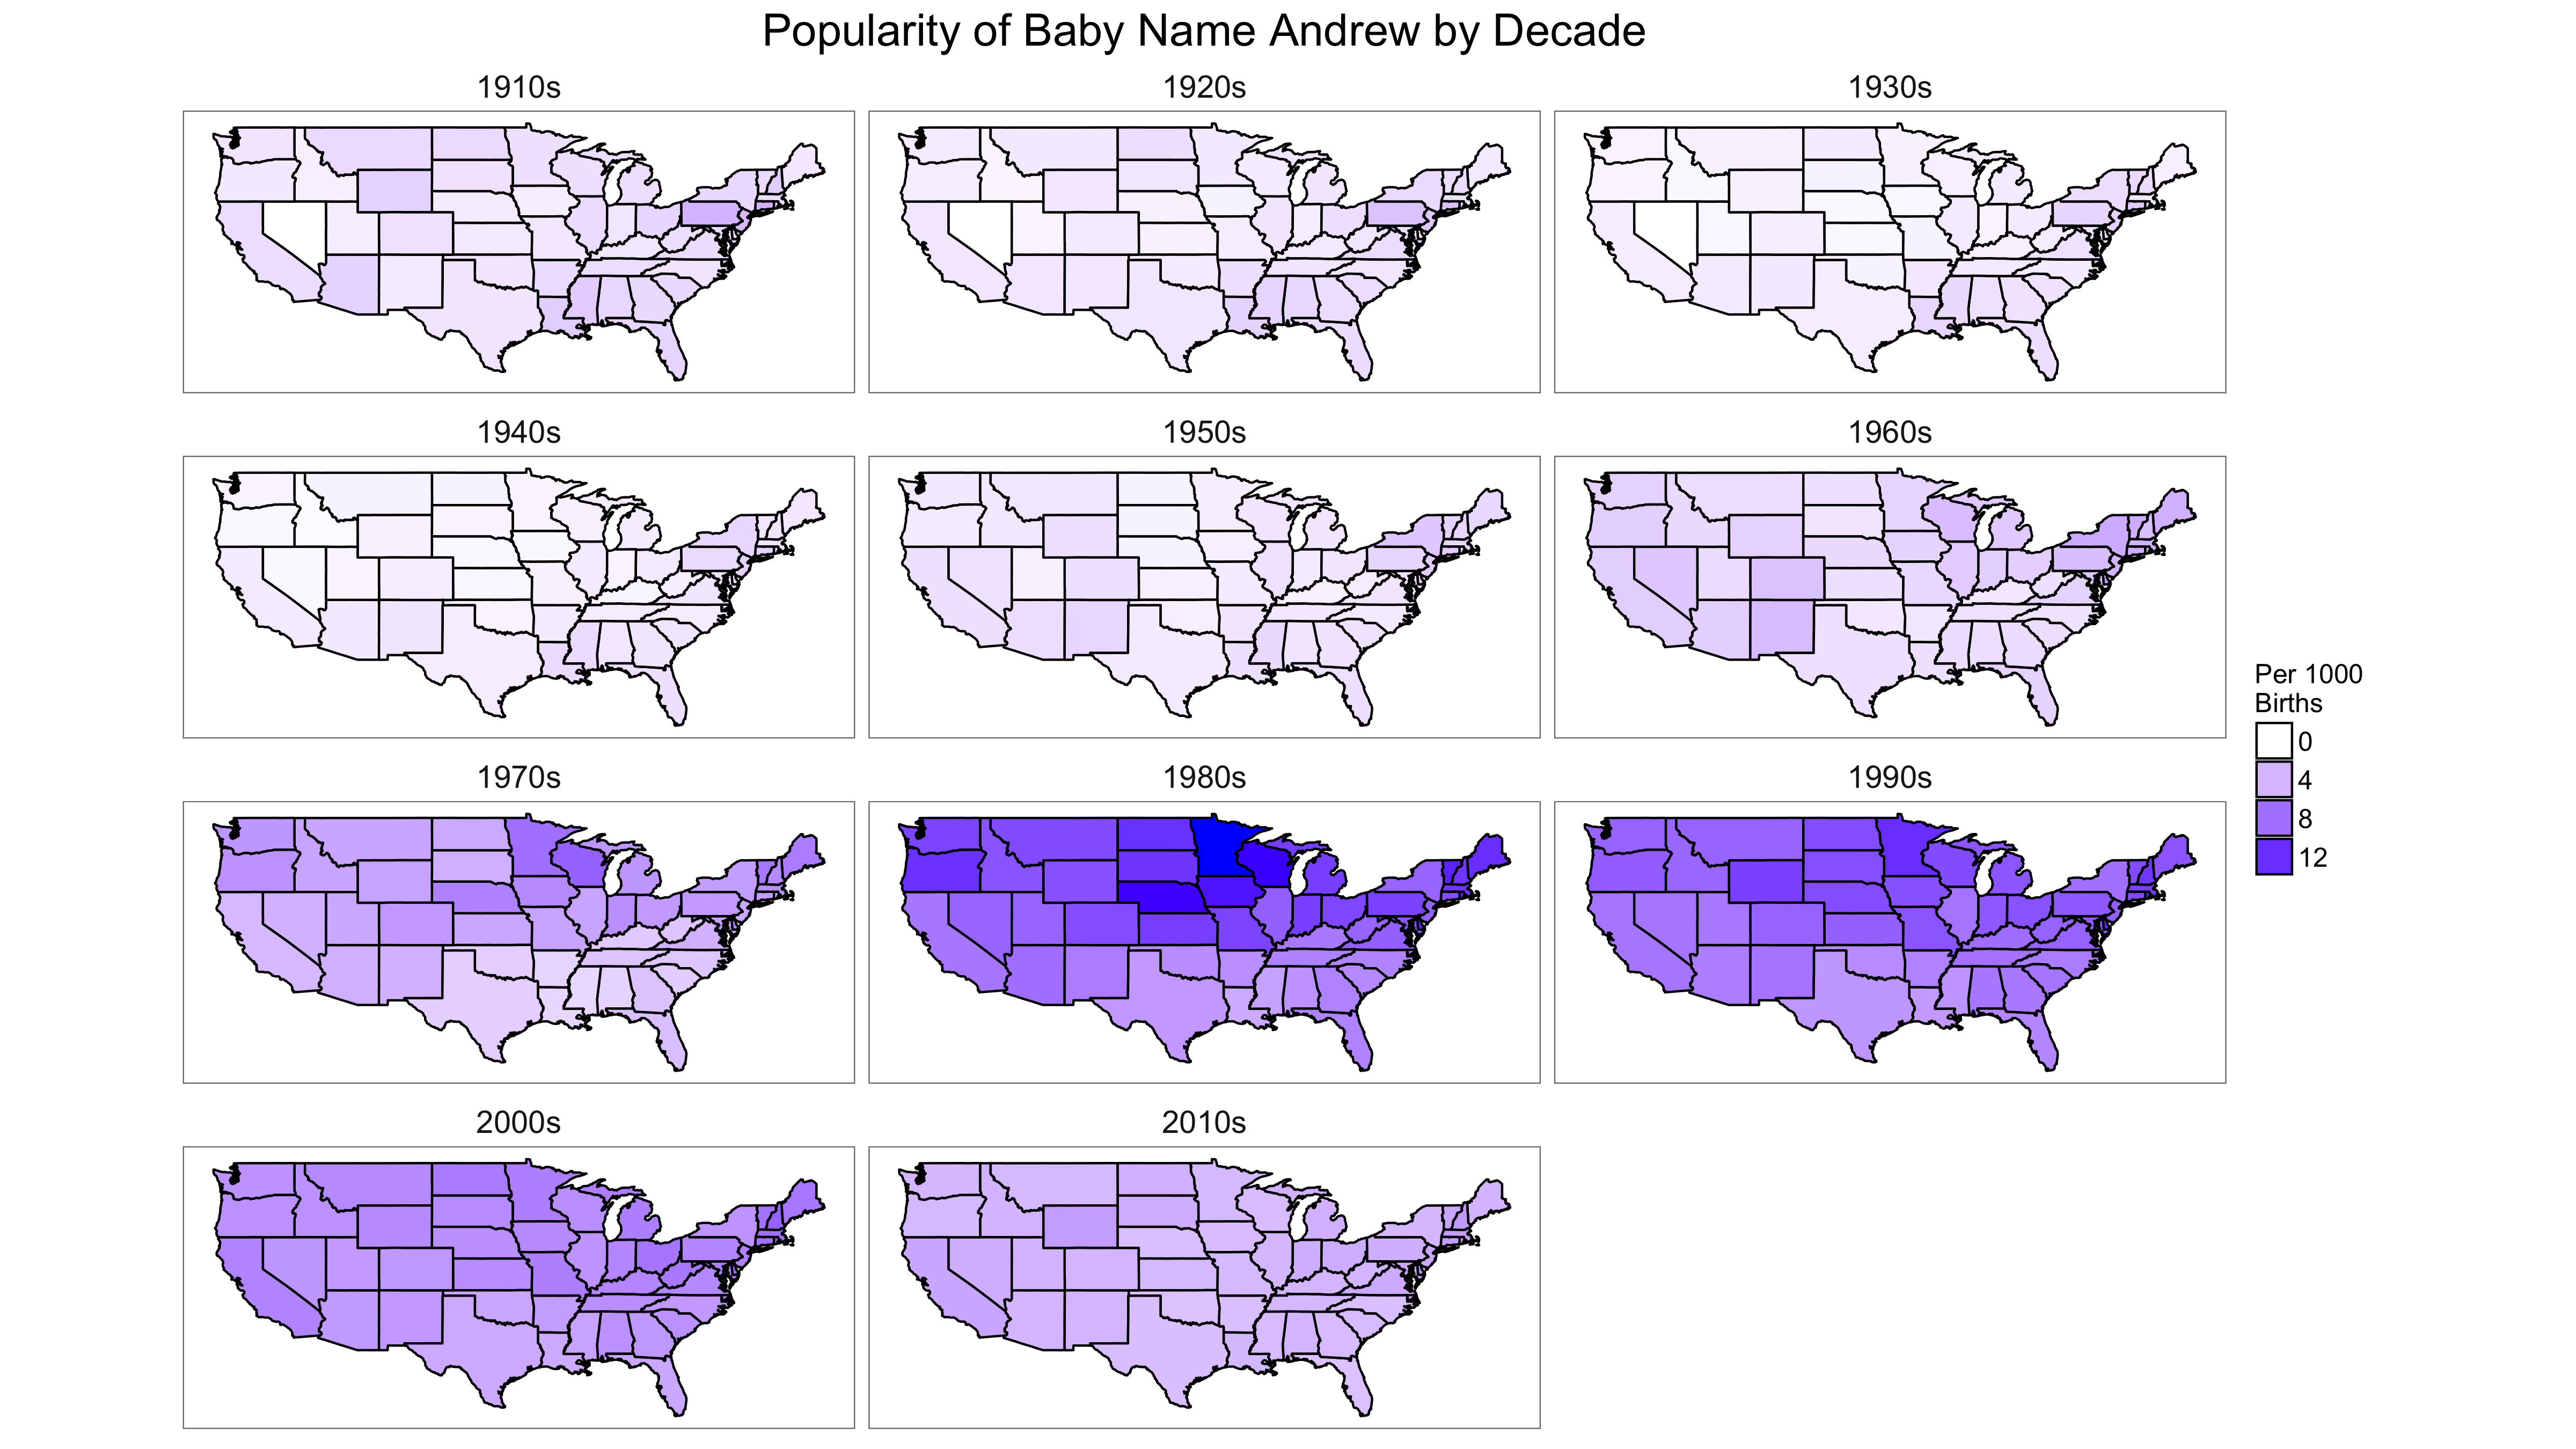 Popularity of Baby Name Andrew by Decade
1910s
1920s
1930s
1940s
1950s
1960s
1970s
1980s
1990s
2000s
2010s
Per 1000
Births
0
4
8
12